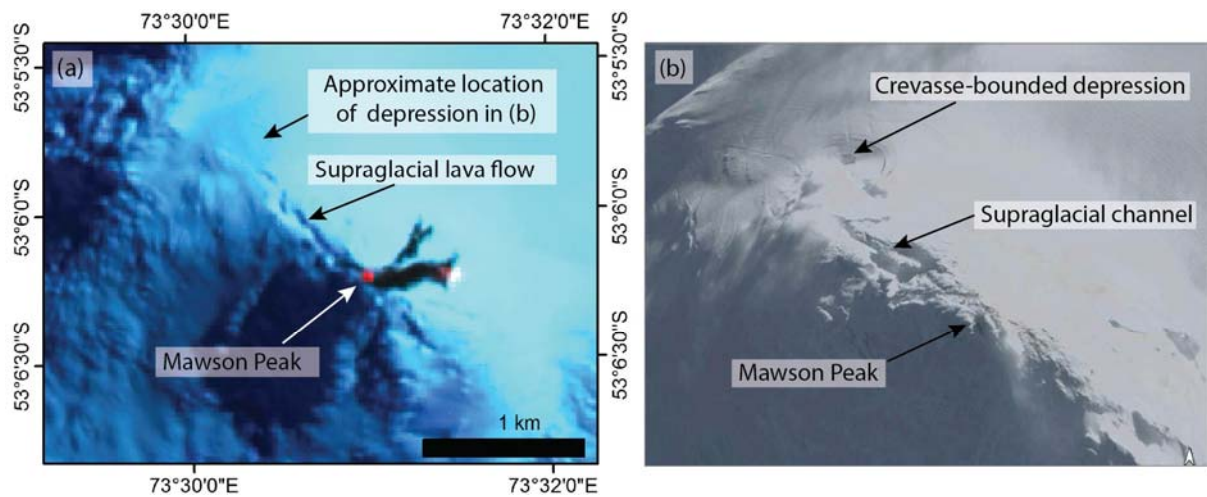 73°30'0"E
73°32'0"E
(a)
53°5'30"S
53°6'0"S
53°6'30"S
Approximate location
of depression in (b)
Supraglacial lava flow
Mawson Peak
1 km
73°30'0"E
73°32'0"E
53°5'30"S
53°6'0"S
53°6'30"S
(b)
Crevasse-bounded depression
Supraglacial channel
Mawson Peak